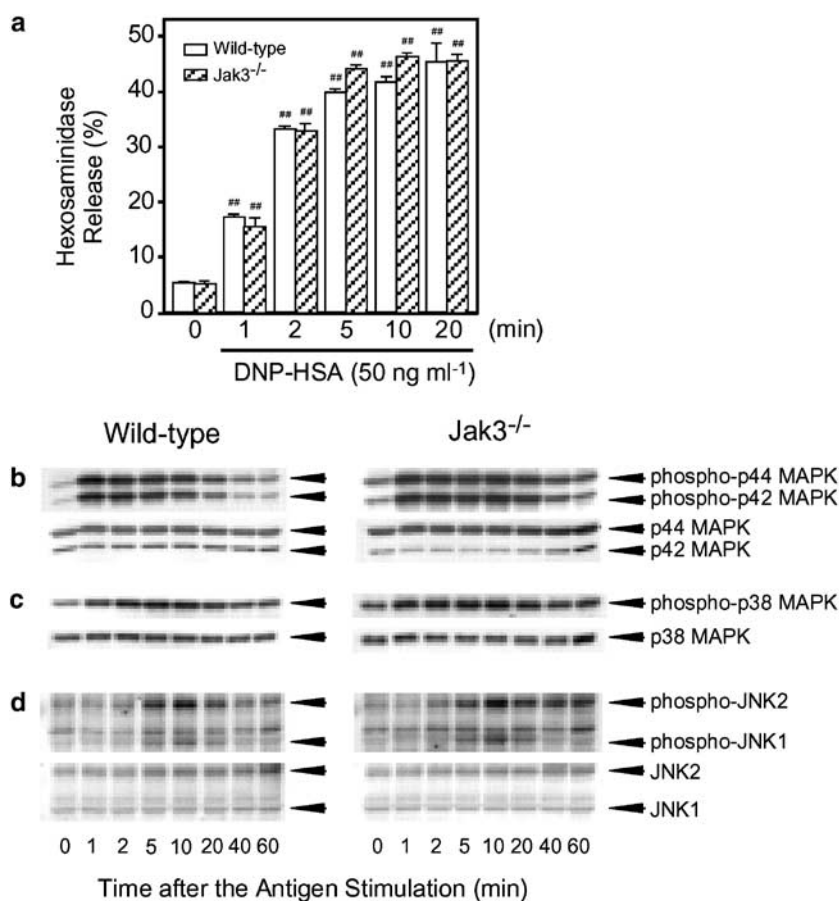 a
50
40
30
20
10
0
Hexosaminidase
Release (%)
Wild-type
Jak3-/-
## ## ## ## ## ## ## ## ## ##
0 1 2 5 10 20 (min)
DNP-HSA (50 ng ml-1)
Wild-type Jak3-/-
b
phospho-p44 MAPK
phospho-p42 MAPK
p44 MAPK
p42 MAPK
c
phospho-p38 MAPK
p38 MAPK
d
phospho-JNK2
phospho-JNK1
JNK2
JNK1
0 1 2 5 10 20 40 60 0 1 2 5 10 20 40 60
Time after the Antigen Stimulation (min)